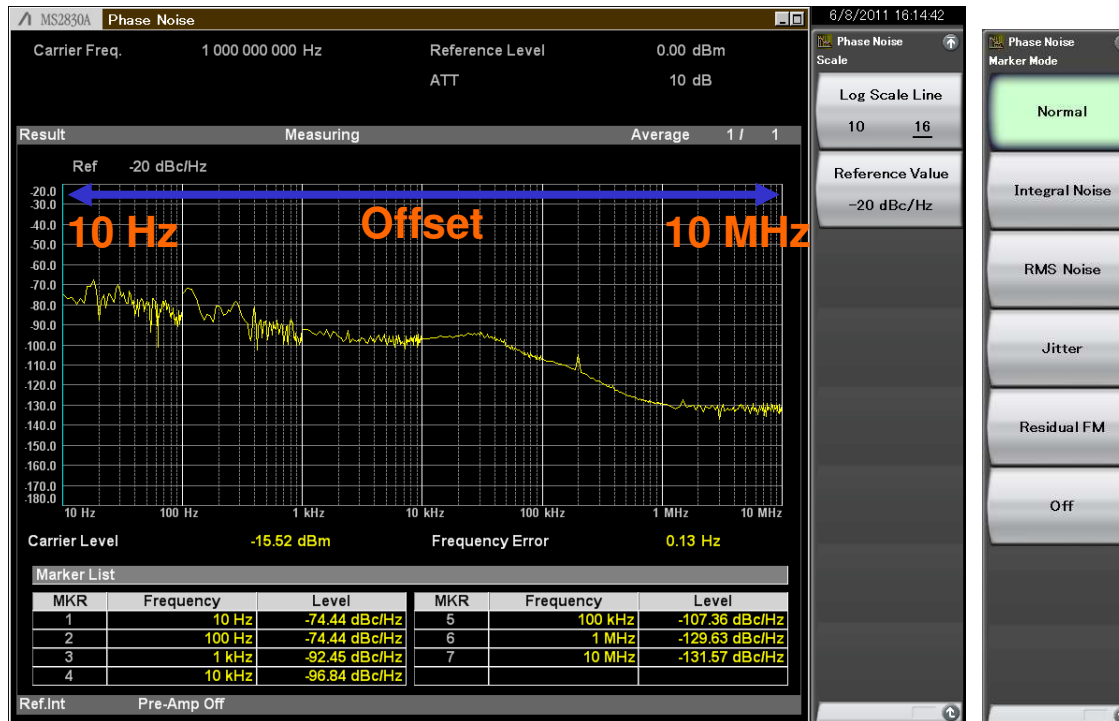 MS2830A Phase Noise
Carrier Freq. 1 000 000 000 Hz Reference Level 0.00 dBm
ATT 10 dB
Result Measuring Average 1 / 1
Ref -20 dBc/Hz
-20.0
-30.0
-40.0
-50.0
-60.0
-70.0
-80.0
-90.0
-100.0
-110.0
-120.0
-130.0
-140.0
-150.0
-160.0
-170.0
-180.0
10 Hz Offset 10 MHz
10 Hz 100 Hz 1 kHz 10 kHz 100 kHz 1 MHz 10 MHz
Carrier Level -15.52 dBm Frequency Error 0.13 Hz
Marker List
MKR Frequency Level MKR Frequency Level
1 10 Hz -74.44 dBc/Hz 5 100 kHz -107.36 dBc/Hz
2 100 Hz -74.44 dBc/Hz 6 1 MHz -129.63 dBc/Hz
3 1 kHz -92.45 dBc/Hz 7 10 MHz -131.57 dBc/Hz
4 10 kHz -96.84 dBc/Hz
Ref.Int Pre-Amp Off
6/8/2011 16:14:42
Phase Noise
Scale
Log Scale Line
10 16
Reference Value
-20 dBc/Hz
Phase Noise
Marker Mode
Normal
Integral Noise
RMS Noise
Jitter
Residual FM
Off